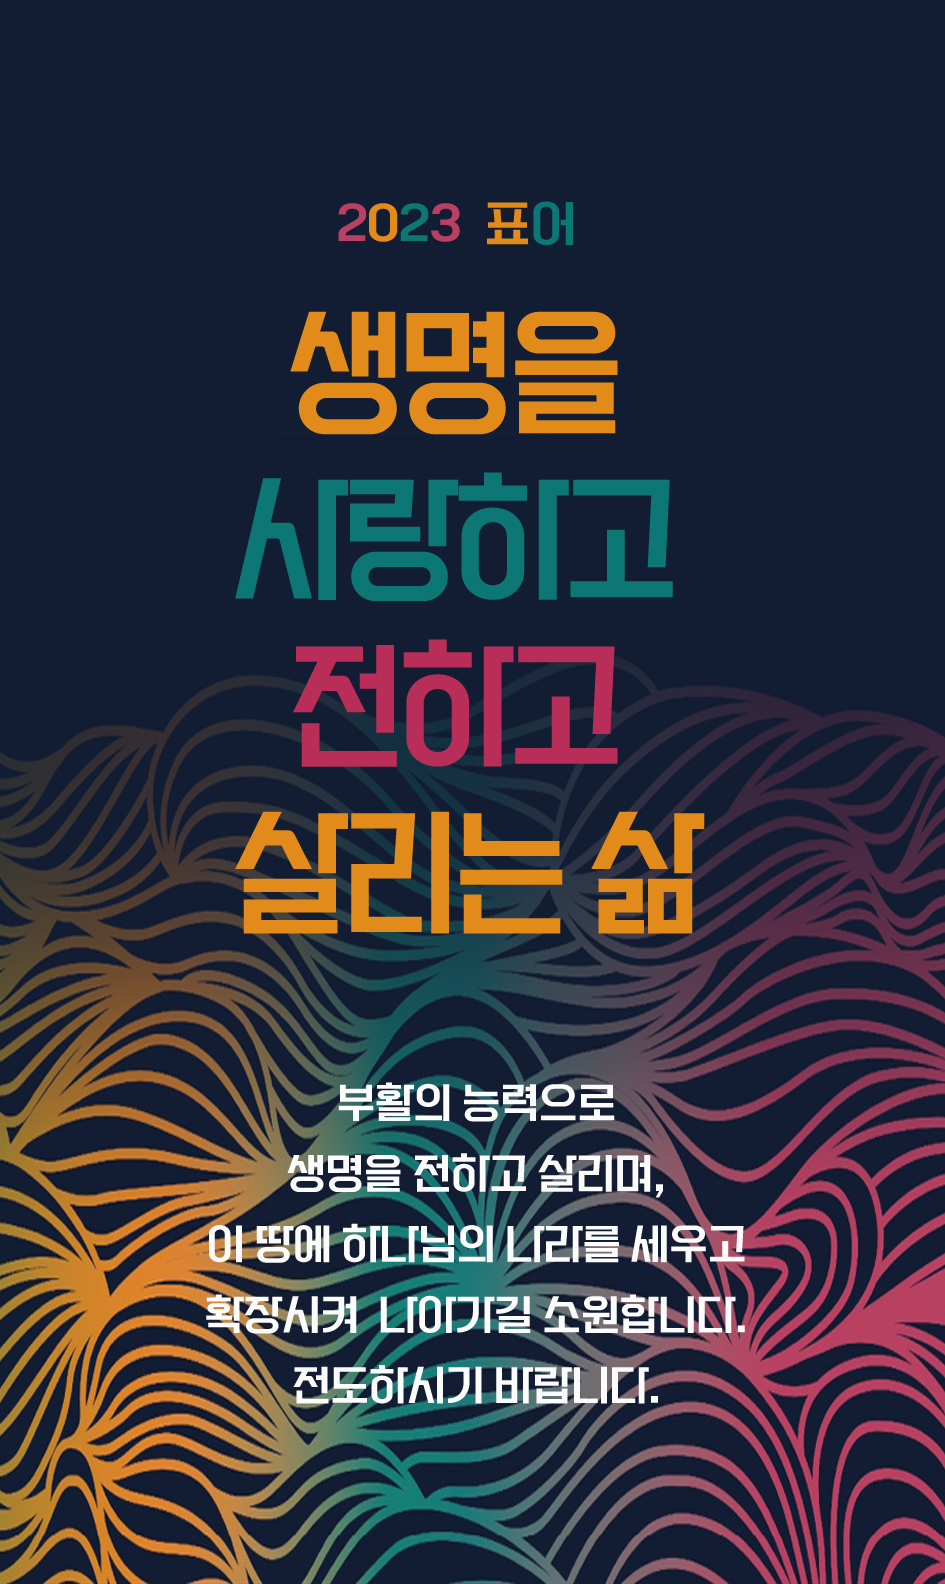 2023 표어
생명을
사랑하고
전하고
살리는 삶
부활의 능력으로
생명을 전하고 살리며,
이 땅에 하나님의 나라를 세우고
확장시켜 나아가길 소원합니다.
전도하시기 바랍니다.